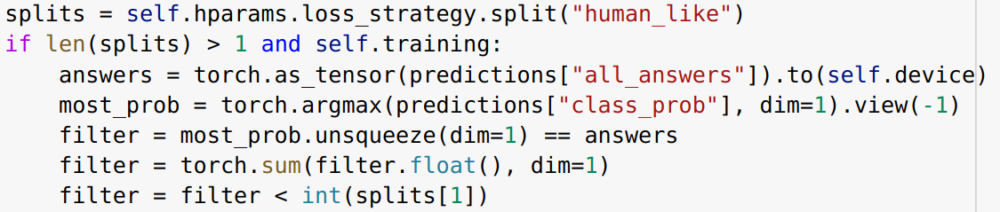 splits = self.hparams.loss_strategy.split("human_like")
if len(splits) > 1 and self.training:
    answers = torch.as_tensor(predictions["all_answers"]).to(self.device)
    most_prob = torch.argmax(predictions["class_prob"], dim=1).view(-1)
    filter = most_prob.unsqueeze(dim=1) == answers
    filter = torch.sum(filter.float(), dim=1)
    filter = filter < int(splits[1])